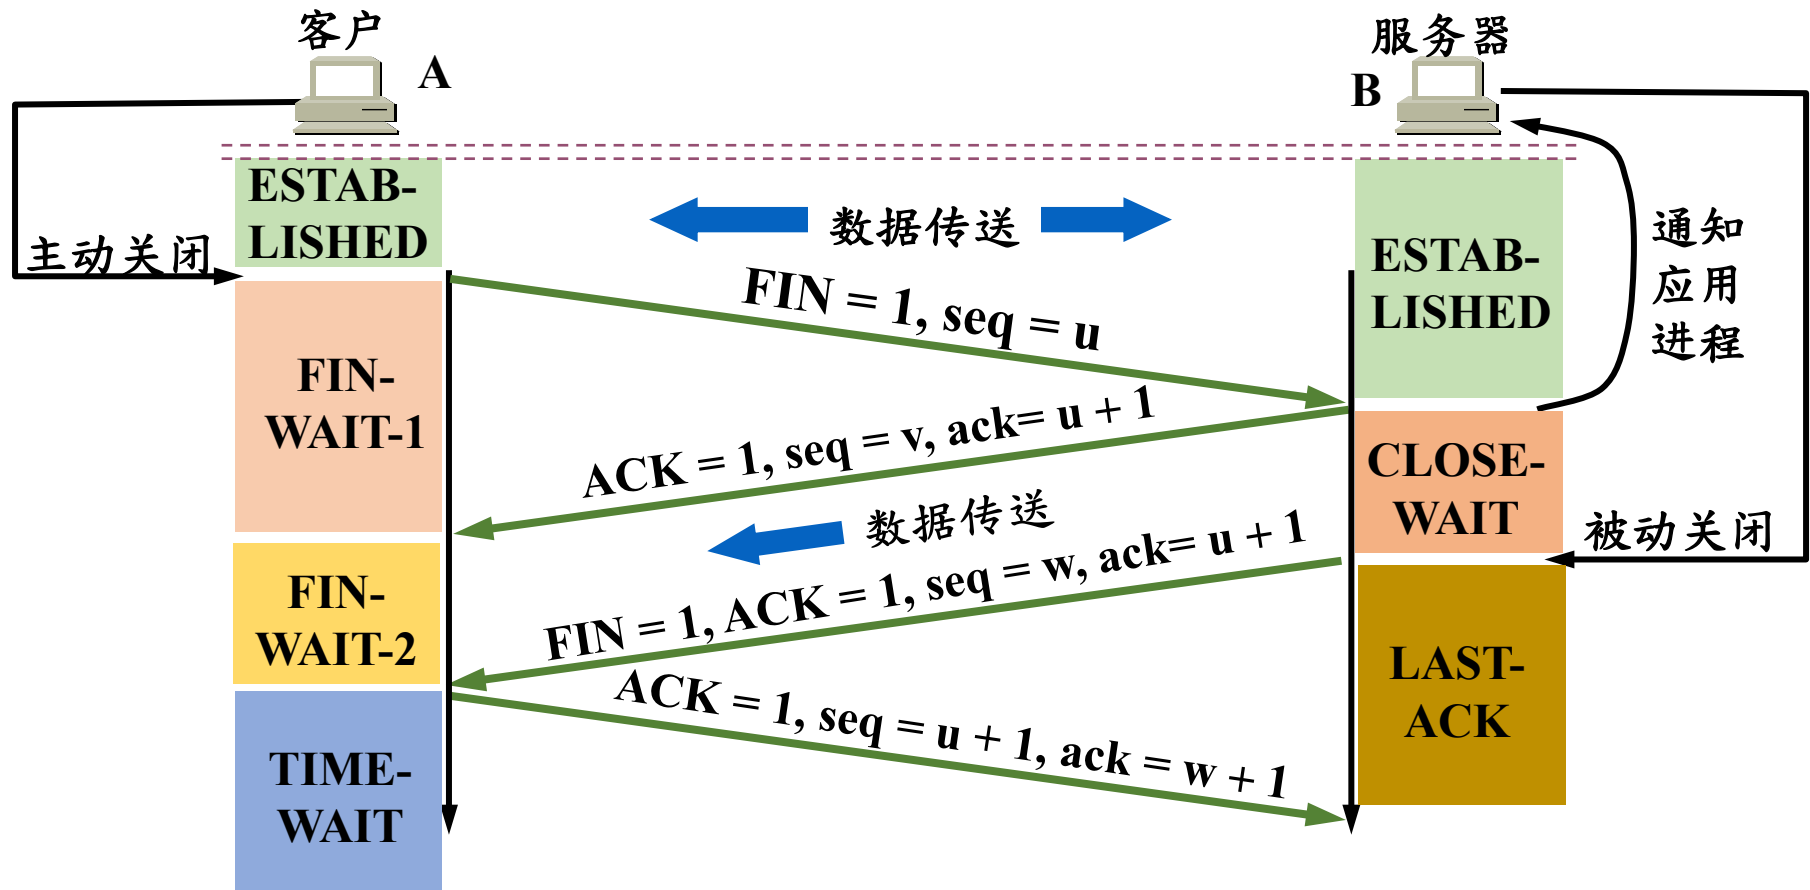 客户
A
服务器
B
ESTAB-
LISHED
主动关闭
数据传送
ESTAB-
LISHED
通知
应用
进程
FIN = 1, seq = u
FIN-
WAIT-1
ACK = 1, seq = v, ack= u + 1
CLOSE-
WAIT
数据传送
被动关闭
FIN = 1, ACK = 1, seq = w, ack= u + 1
FIN-
WAIT-2
LAST-
ACK
ACK = 1, seq = u + 1, ack = w + 1
TIME-
WAIT